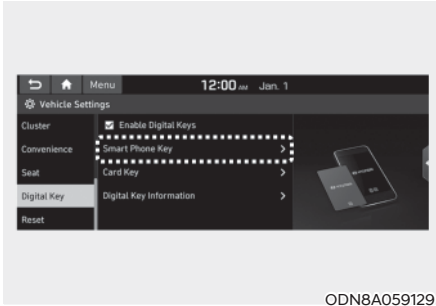 Menu 12:00 AM Jan. 1
Vehicle Settings
Cluster
Enable Digital Keys
Convenience
Smart Phone Key
Seat
Card Key
Digital Key
Digital Key Information
Reset
ODN8A059129